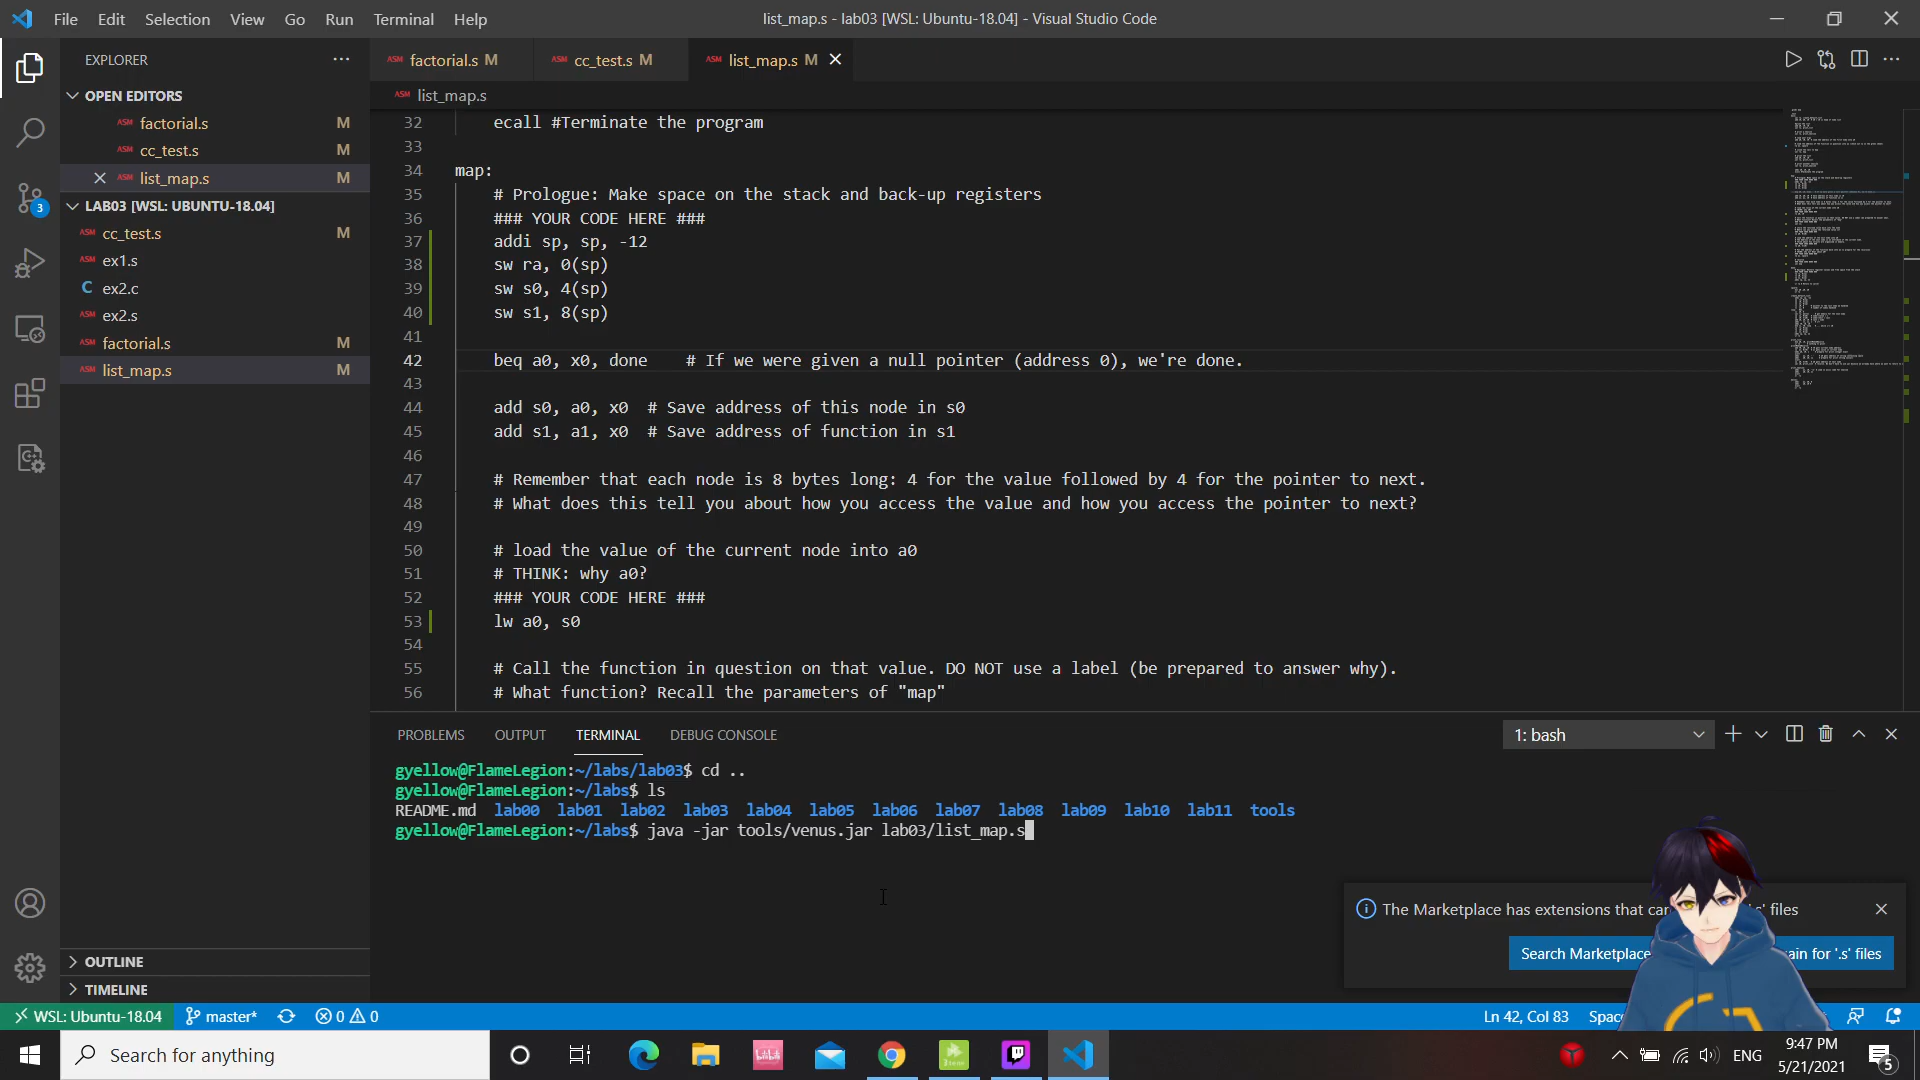 File Edit Selection View Go Run Terminal Help
list_map.s - lab03 [WSL: Ubuntu-18.04] - Visual Studio Code
EXPLORER
OPEN EDITORS
ASM factorial.s M
ASM cc_test.s M
ASM list_map.s M
LAB03 [WSL: UBUNTU-18.04]
ASM cc_test.s M
ASM ex1.s
C ex2.c
ASM ex2.s
ASM factorial.s M
ASM list_map.s M
OUTLINE
TIMELINE
3
ASM factorial.s M
ASM cc_test.s M
ASM list_map.s M
ASM list_map.s
32 ecall #Terminate the program
33
34 map:
35 # Prologue: Make space on the stack and back-up registers
36 ### YOUR CODE HERE ###
37 addi sp, sp, -12
38 sw ra, 0(sp)
39 sw s0, 4(sp)
40 sw s1, 8(sp)
41
42 beq a0, x0, done # If we were given a null pointer (address 0), we're done.
43
44 add s0, a0, x0 # Save address of this node in s0
45 add s1, a1, x0 # Save address of function in s1
46
47 # Remember that each node is 8 bytes long: 4 for the value followed by 4 for the pointer to next.
48 # What does this tell you about how you access the value and how you access the pointer to next?
49
50 # load the value of the current node into a0
51 # THINK: why a0?
52 ### YOUR CODE HERE ###
53 lw a0, s0
54
55 # Call the function in question on that value. DO NOT use a label (be prepared to answer why).
56 # What function? Recall the parameters of "map"
PROBLEMS OUTPUT TERMINAL DEBUG CONSOLE
1: bash
gyellow@FlameLegion:~/labs/lab03$ cd ..
gyellow@FlameLegion:~/labs$ ls
README.md lab00 lab01 lab02 lab03 lab04 lab05 lab06 lab07 lab08 lab09 lab10 lab11 tools
gyellow@FlameLegion:~/labs$ java -jar tools/venus.jar lab03/list_map.s
The Marketplace has extensions that can files
Search Marketplace
ain for '.s' files
WSL: Ubuntu-18.04 master* 0 0
Ln 42, Col 83
Search for anything
ENG
9:47 PM
5/21/2021
5